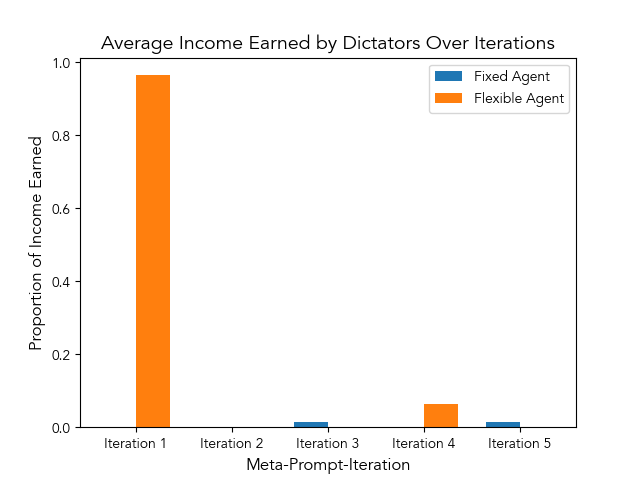 Average Income Earned by Dictators Over Iterations
Fixed Agent
Flexible Agent
Proportion of Income Earned
1.0
0.8
0.6
0.4
0.2
0.0
Iteration 1 Iteration 2 Iteration 3 Iteration 4 Iteration 5
Meta-Prompt-Iteration